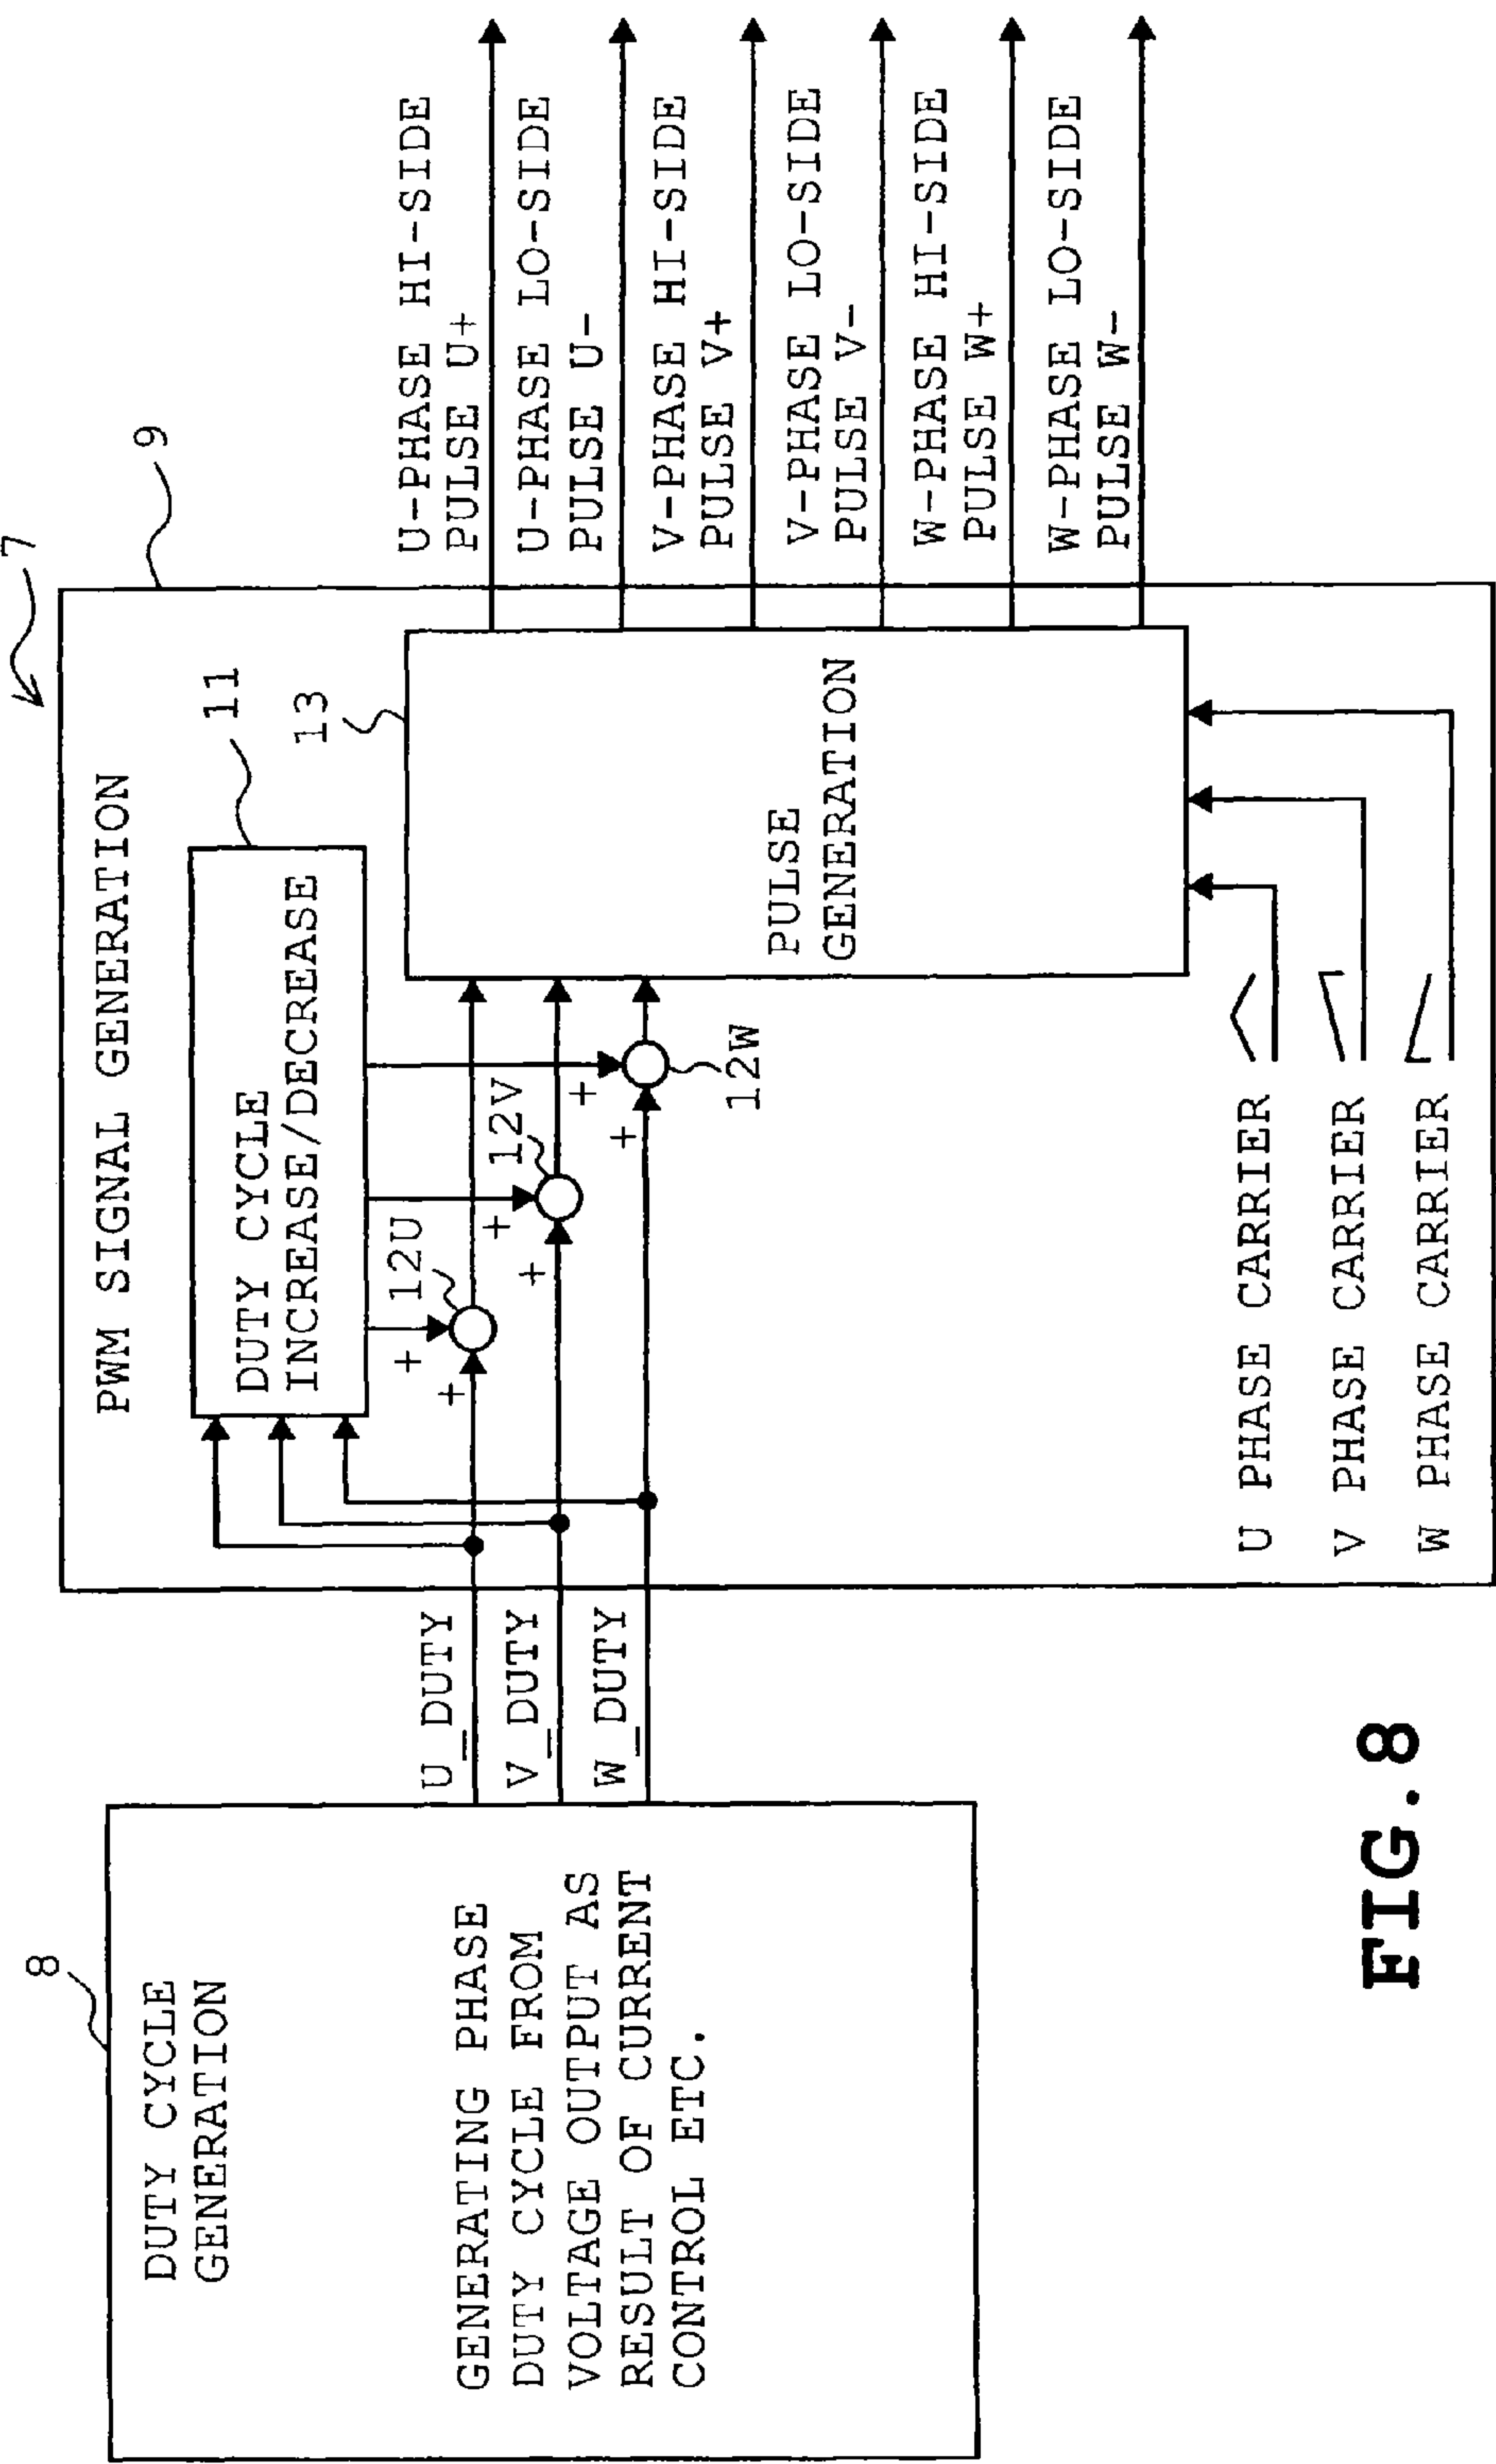 7
8
DUTY CYCLE
GENERATION
GENERATING PHASE
DUTY CYCLE FROM
VOLTAGE OUTPUT AS
RESULT OF CURRENT
CONTROL ETC.
U_DUTY
V_DUTY
W_DUTY
9
PWM SIGNAL GENERATION
11
DUTY CYCLE
INCREASE/DECREASE
+
+
12U
+
+
12V
+
+
12W
13
PULSE
GENERATION
U PHASE CARRIER
V PHASE CARRIER
W PHASE CARRIER
U-PHASE HI-SIDE
PULSE U+
U-PHASE LO-SIDE
PULSE U-
V-PHASE HI-SIDE
PULSE V+
V-PHASE LO-SIDE
PULSE V-
W-PHASE HI-SIDE
PULSE W+
W-PHASE LO-SIDE
PULSE W-
FIG.8